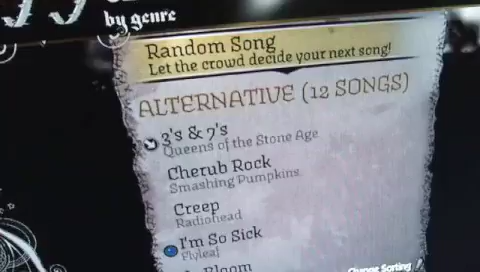 by genre
Random Song
Let the crowd decide your next song!
ALTERNATIVE (12 SONGS)
3's & 7's
Queens of the Stone Age
Cherub Rock
Smashing Pumpkins
Creep
Radiohead
I'm So Sick
Flyleaf
Bloom
Change Sorting